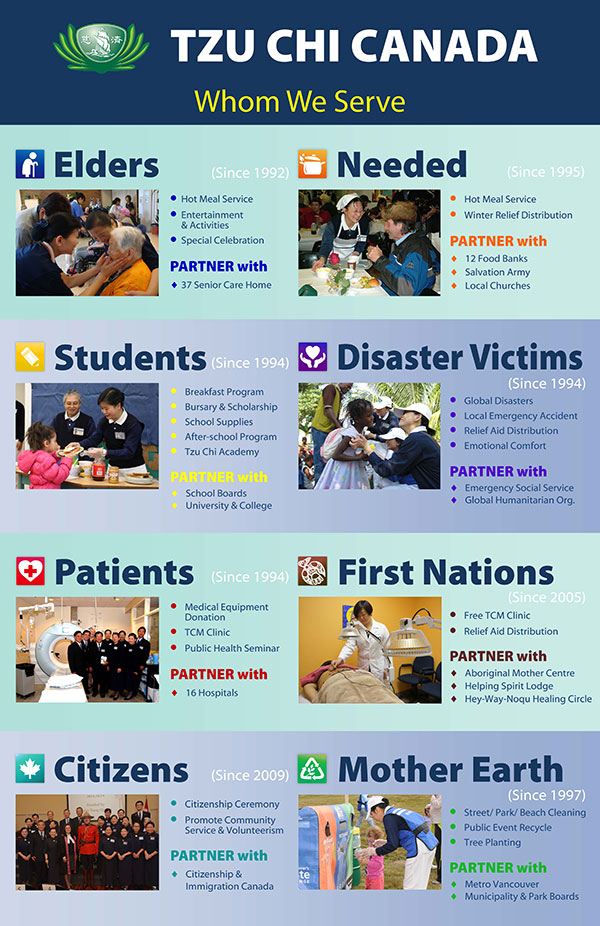 慈濟
TZU CHI CANADA
Whom We Serve
Elders
(Since 1992)
Hot Meal Service
Entertainment
& Activities
Special Celebration
PARTNER with
37 Senior Care Home
Needed
(Since 1995)
Hot Meal Service
Winter Relief Distribution
PARTNER with
12 Food Banks
Salvation Army
Local Churches
Students
(Since 1994)
Breakfast Program
Bursary & Scholarship
School Supplies
After-school Program
Tzu Chi Academy
PARTNER with
School Boards
University & College
Disaster Victims
(Since 1994)
Global Disasters
Local Emergency Accident
Relief Aid Distribution
Emotional Comfort
PARTNER with
Emergency Social Service
Global Humanitarian Org.
Patients
(Since 1994)
Medical Equipment
Donation
TCM Clinic
Public Health Seminar
PARTNER with
16 Hospitals
First Nations
(Since 2005)
Free TCM Clinic
Relief Aid Distribution
PARTNER with
Aboriginal Mother Centre
Helping Spirit Lodge
Hey-Way-Noqu Healing Circle
Citizens
(Since 2009)
Citizenship Ceremony
Promote Community
Service & Volunteerism
PARTNER with
Citizenship &
Immigration Canada
Mother Earth
(Since 1997)
Street/ Park/ Beach Cleaning
Public Event Recycle
Tree Planting
PARTNER with
Metro Vancouver
Municipality & Park Boards